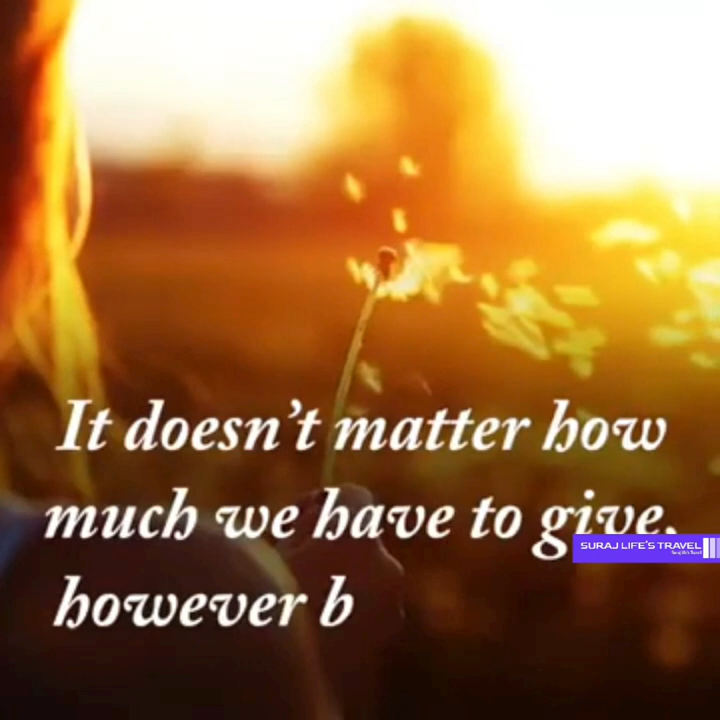 It doesn't matter how
much we have to give,
SURAJ LIFE'S TRAVEL
however b